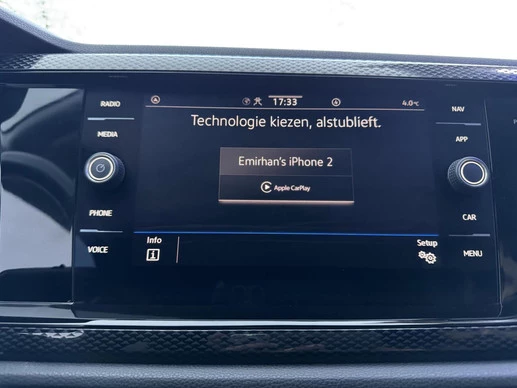 RADIO
MEDIA
PHONE
VOICE
17:33
4.0°C
Technologie kiezen, alstublieft.
Emirhan's iPhone 2
Apple CarPlay
Info
Setup
NAV
APP
CAR
MENU